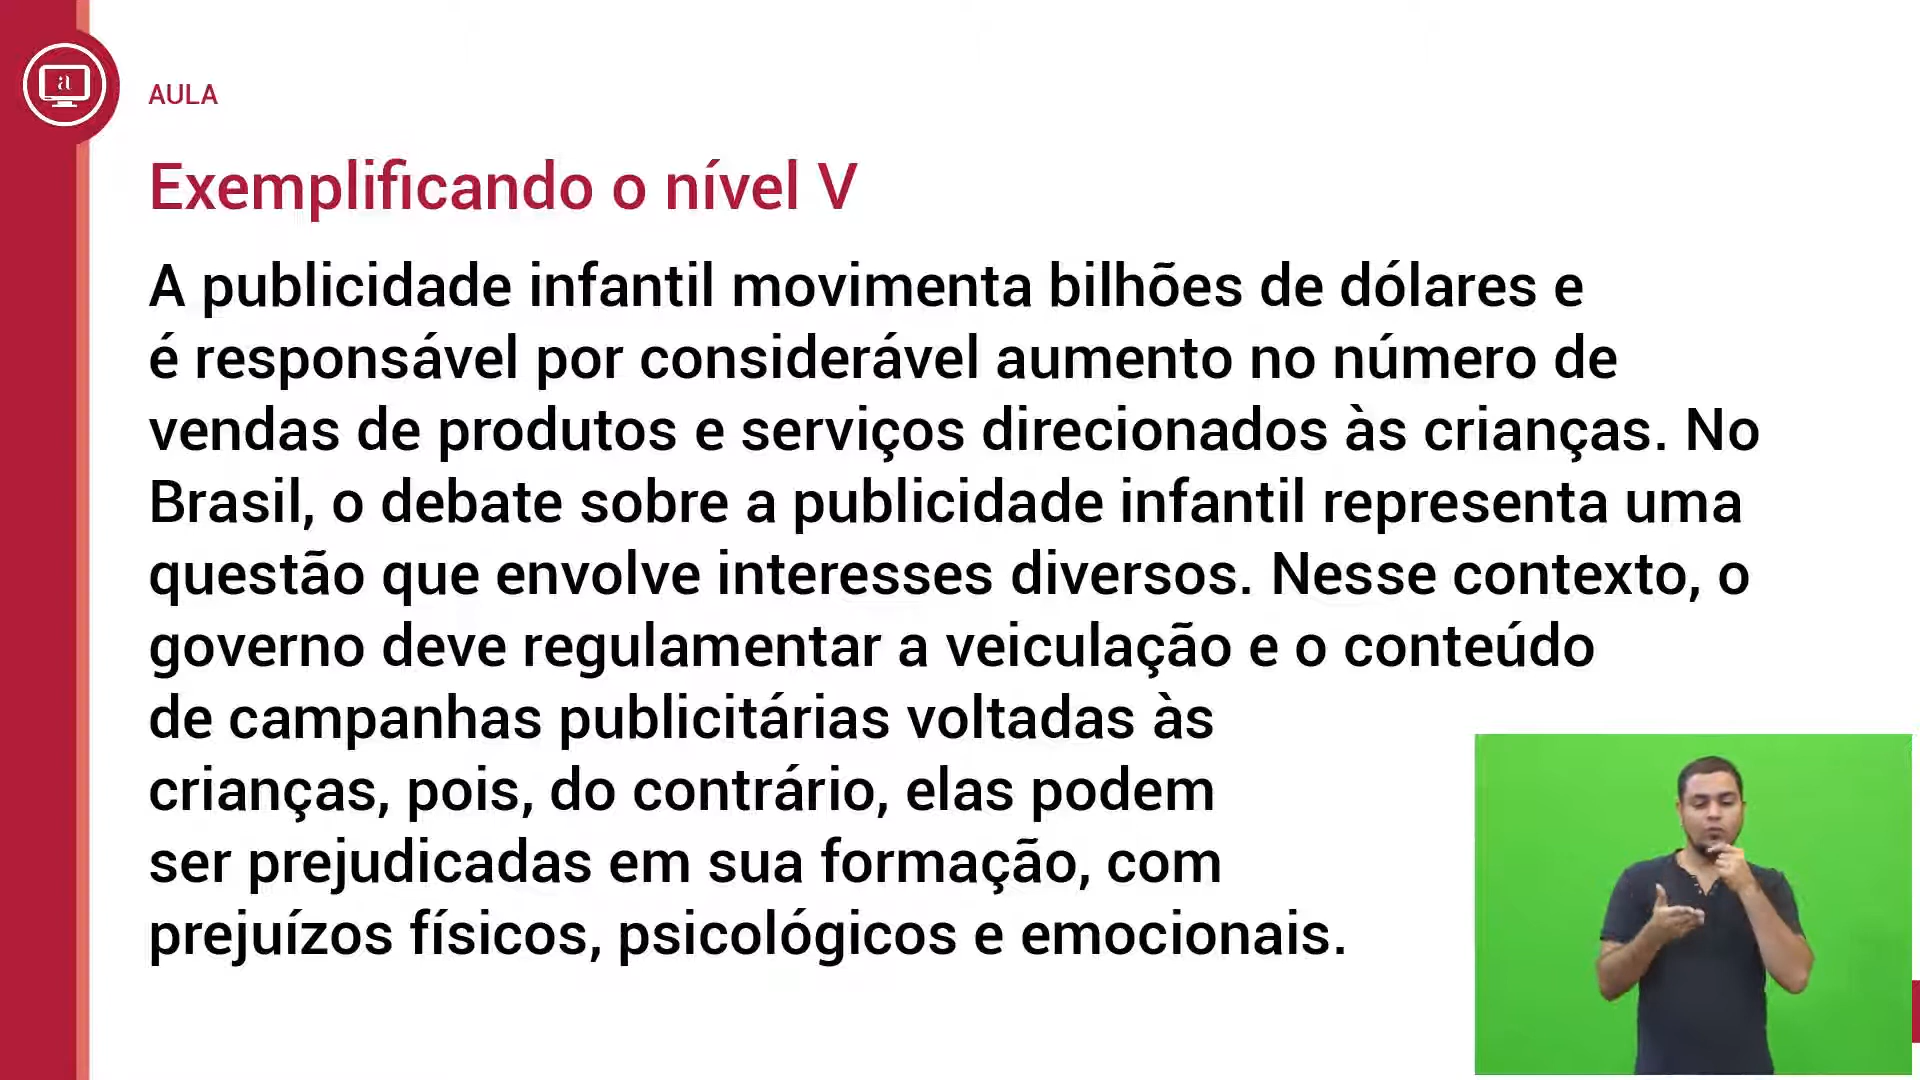 a
AULA
Exemplificando o nível V
A publicidade infantil movimenta bilhões de dólares e
é responsável por considerável aumento no número de
vendas de produtos e serviços direcionados às crianças. No
Brasil, o debate sobre a publicidade infantil representa uma
questão que envolve interesses diversos. Nesse contexto, o
governo deve regulamentar a veiculação e o conteúdo
de campanhas publicitárias voltadas às
crianças, pois, do contrário, elas podem
ser prejudicadas em sua formação, com
prejuízos físicos, psicológicos e emocionais.